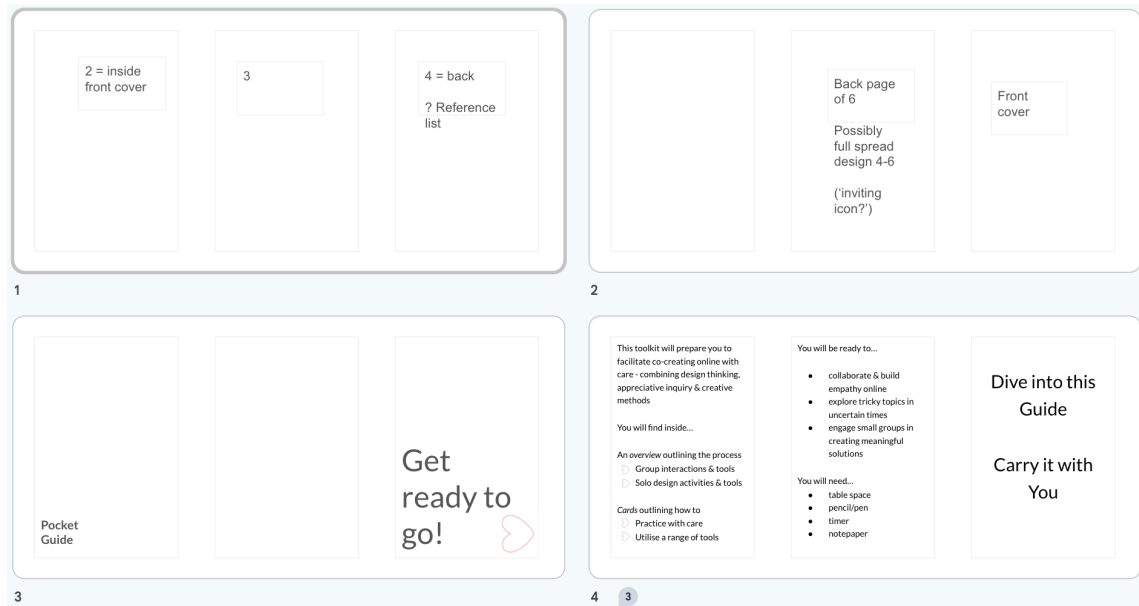 2 = inside
front cover
3
4 = back
? Reference
list
1
Back page
of 6
Possibly
full spread
design 4-6
('inviting
icon?')
Front
cover
2
Pocket
Guide
Get
ready to
go!
3
This toolkit will prepare you to
facilitate co-creating online with
care - combining design thinking,
appreciative inquiry & creative
methods
You will find inside...
An overview outlining the process
Group interactions & tools
Solo design activities & tools
Cards outlining how to
Practice with care
Utilise a range of tools
You will be ready to...
● collaborate & build
empathy online
● explore tricky topics in
uncertain times
● engage small groups in
creating meaningful
solutions
You will need...
● table space
● pencil/pen
● timer
● notepaper
Dive into this
Guide
Carry it with
You
4
3